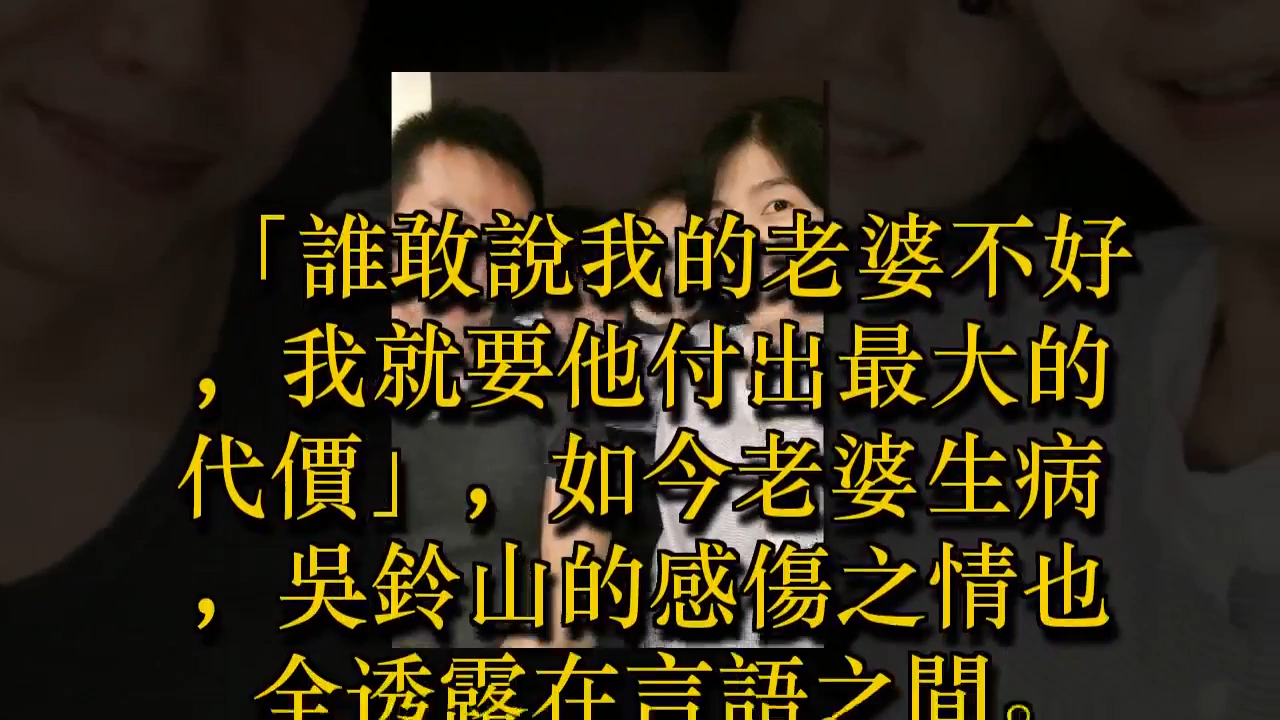 「誰敢說我的老婆不好
，我就要他付出最大的
代價」，如今老婆生病
，吳鈴山的感傷之情也
全透露在言語之間。